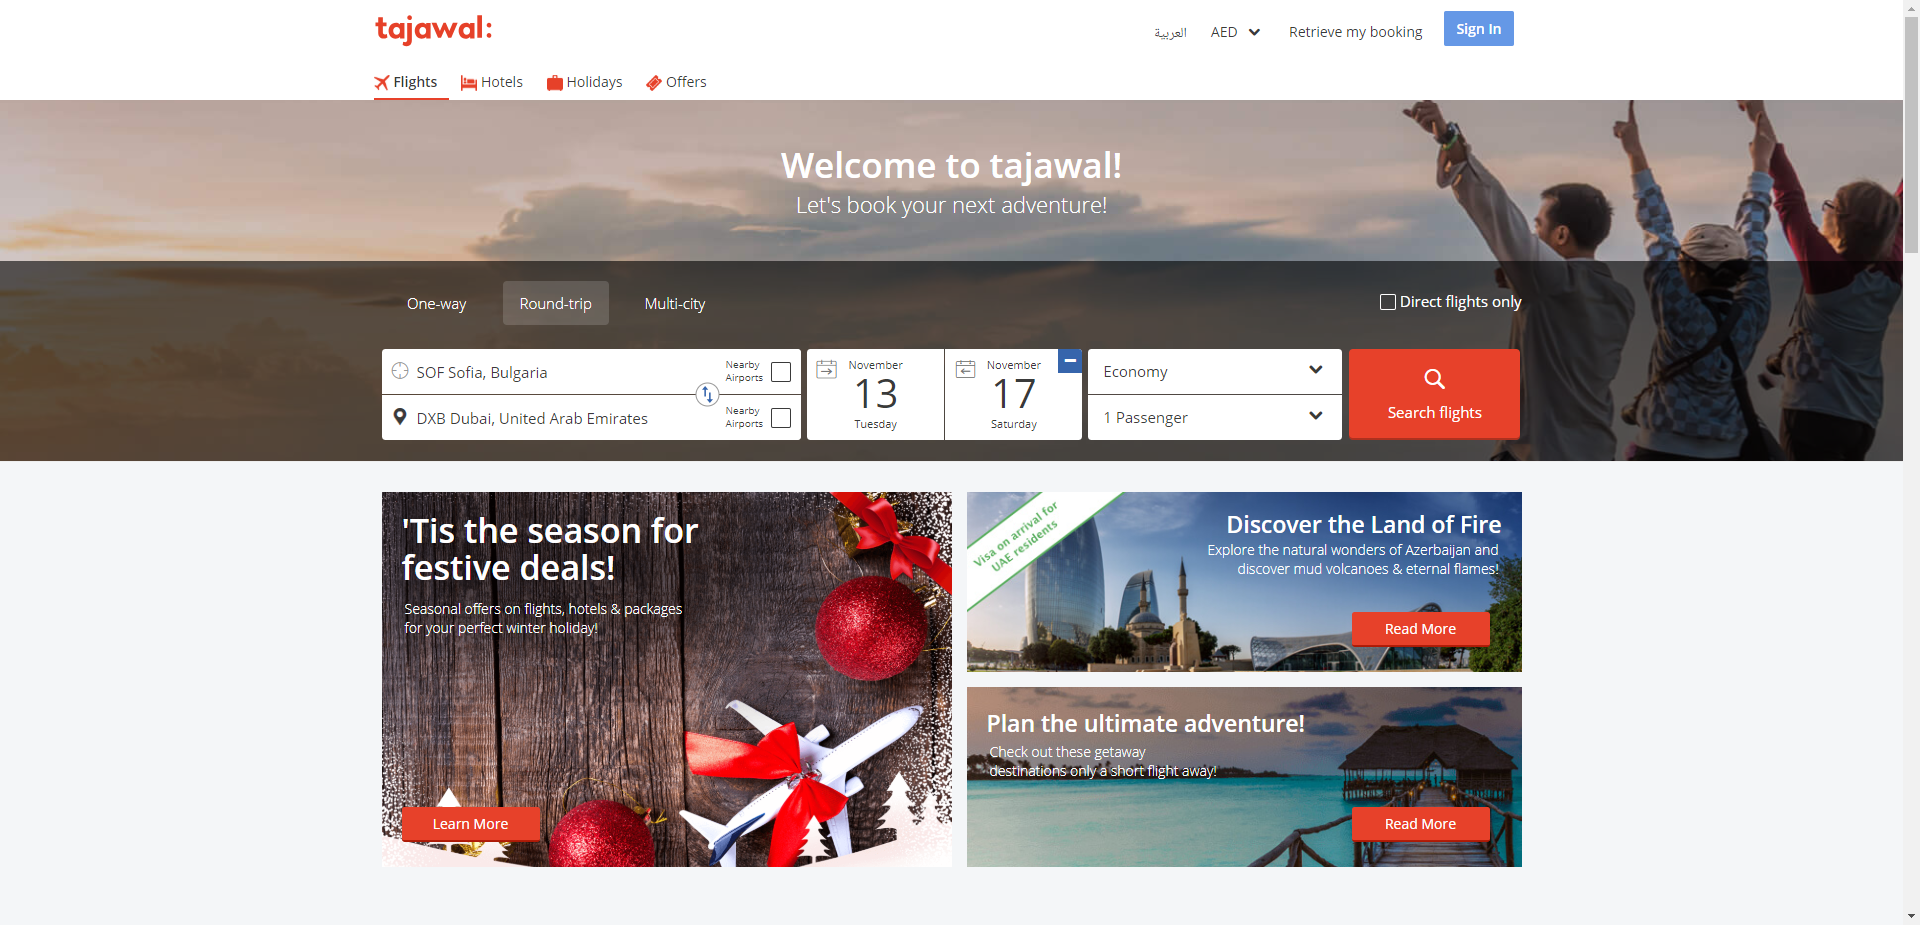 tajawal:
العربية
AED
Retrieve my booking
Sign In
Flights
Hotels
Holidays
Offers
Welcome to tajawal!
Let's book your next adventure!
One-way
Round-trip
Multi-city
Direct flights only
SOF Sofia, Bulgaria
Nearby
Airports
DXB Dubai, United Arab Emirates
Nearby
Airports
November
13
Tuesday
November
17
Saturday
Economy
1 Passenger
Search flights
'Tis the season for
festive deals!
Seasonal offers on flights, hotels & packages
for your perfect winter holiday!
Learn More
Visa on arrival for
UAE residents
Discover the Land of Fire
Explore the natural wonders of Azerbaijan and
discover mud volcanoes & eternal flames!
Read More
Plan the ultimate adventure!
Check out these getaway
destinations only a short flight away!
Read More